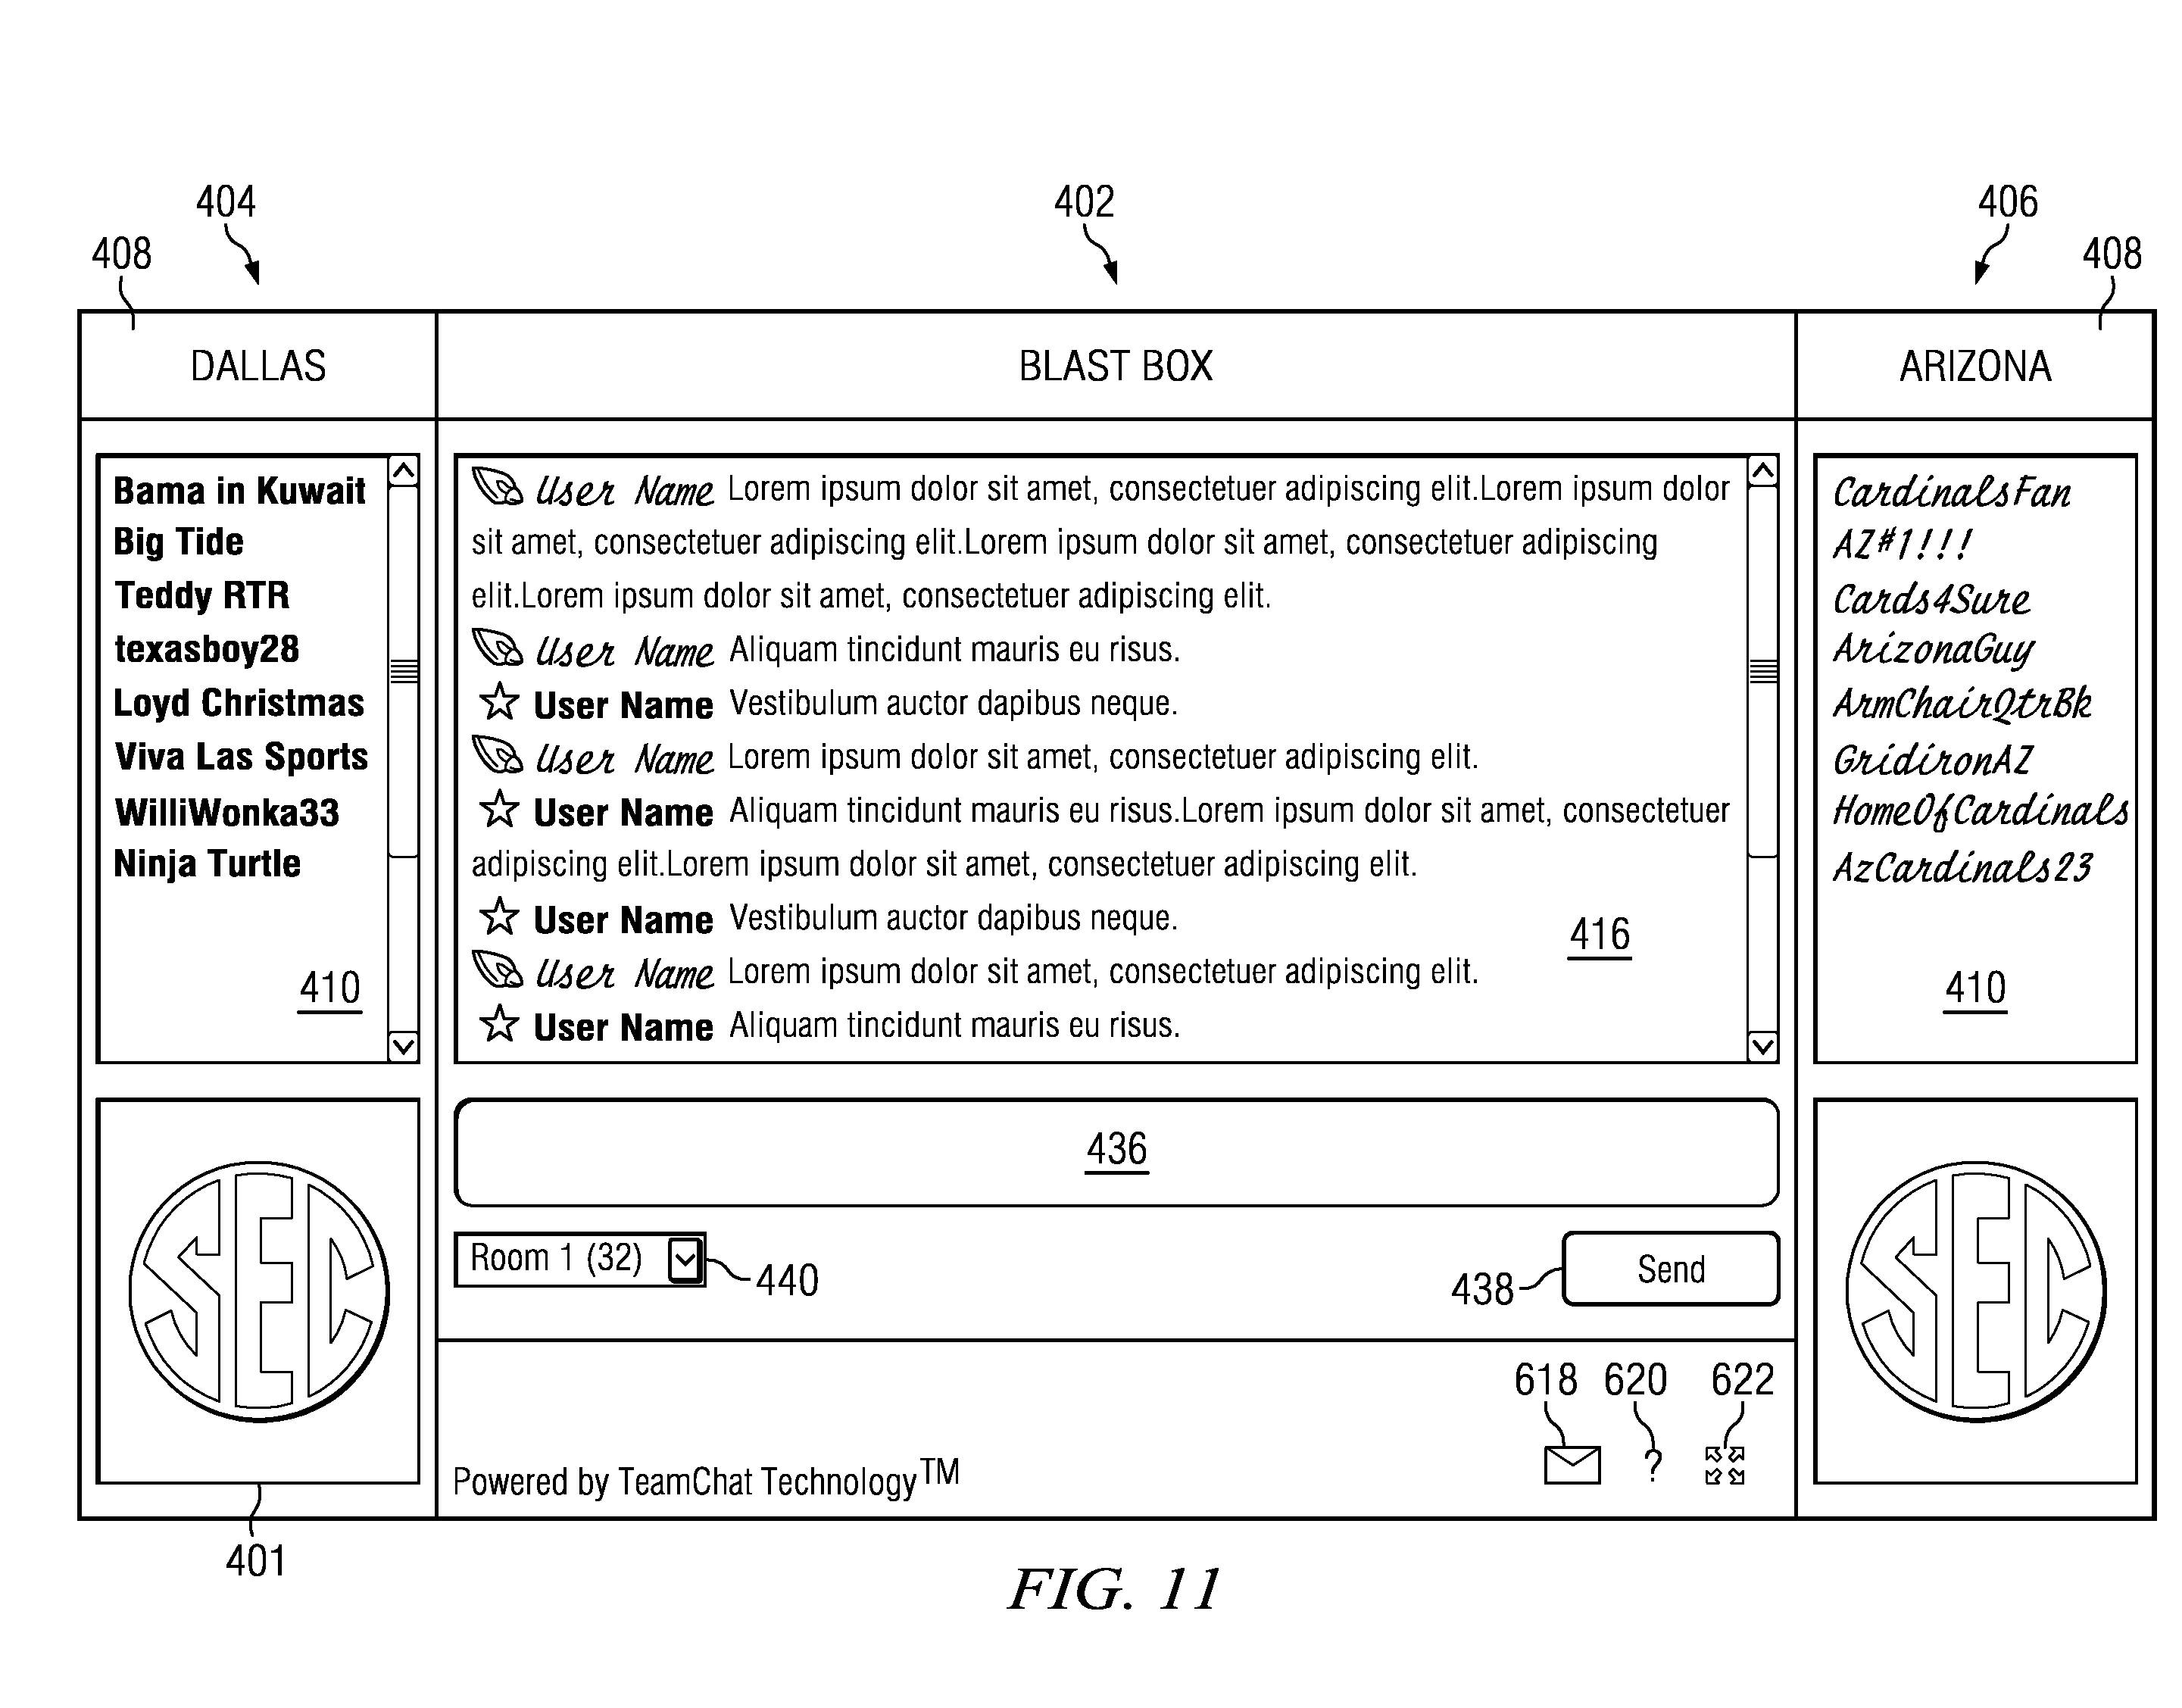 404
402
406
408
408
DALLAS
BLAST BOX
ARIZONA
Bama in Kuwait
Big Tide
Teddy RTR
texasboy28
Loyd Christmas
Viva Las Sports
WilliWonka33
Ninja Turtle
410
User Name Lorem ipsum dolor sit amet, consectetuer adipiscing elit.Lorem ipsum dolor
sit amet, consectetuer adipiscing elit.Lorem ipsum dolor sit amet, consectetuer adipiscing
elit.Lorem ipsum dolor sit amet, consectetuer adipiscing elit.
User Name Aliquam tincidunt mauris eu risus.
User Name Vestibulum auctor dapibus neque.
User Name Lorem ipsum dolor sit amet, consectetuer adipiscing elit.
User Name Aliquam tincidunt mauris eu risus.Lorem ipsum dolor sit amet, consectetuer
adipiscing elit.Lorem ipsum dolor sit amet, consectetuer adipiscing elit.
User Name Vestibulum auctor dapibus neque.
416
User Name Lorem ipsum dolor sit amet, consectetuer adipiscing elit.
User Name Aliquam tincidunt mauris eu risus.
CardinalsFan
AZ#1!!!
Cards4Sure
ArizonaGuy
ArmChairQtrBk
GridironAZ
HomeOfCardinals
AzCardinals23
410
SEC
436
Room 1 (32)
440
438
Send
618 620 622
?
Powered by TeamChat Technology TM
SEC
401
FIG. 11